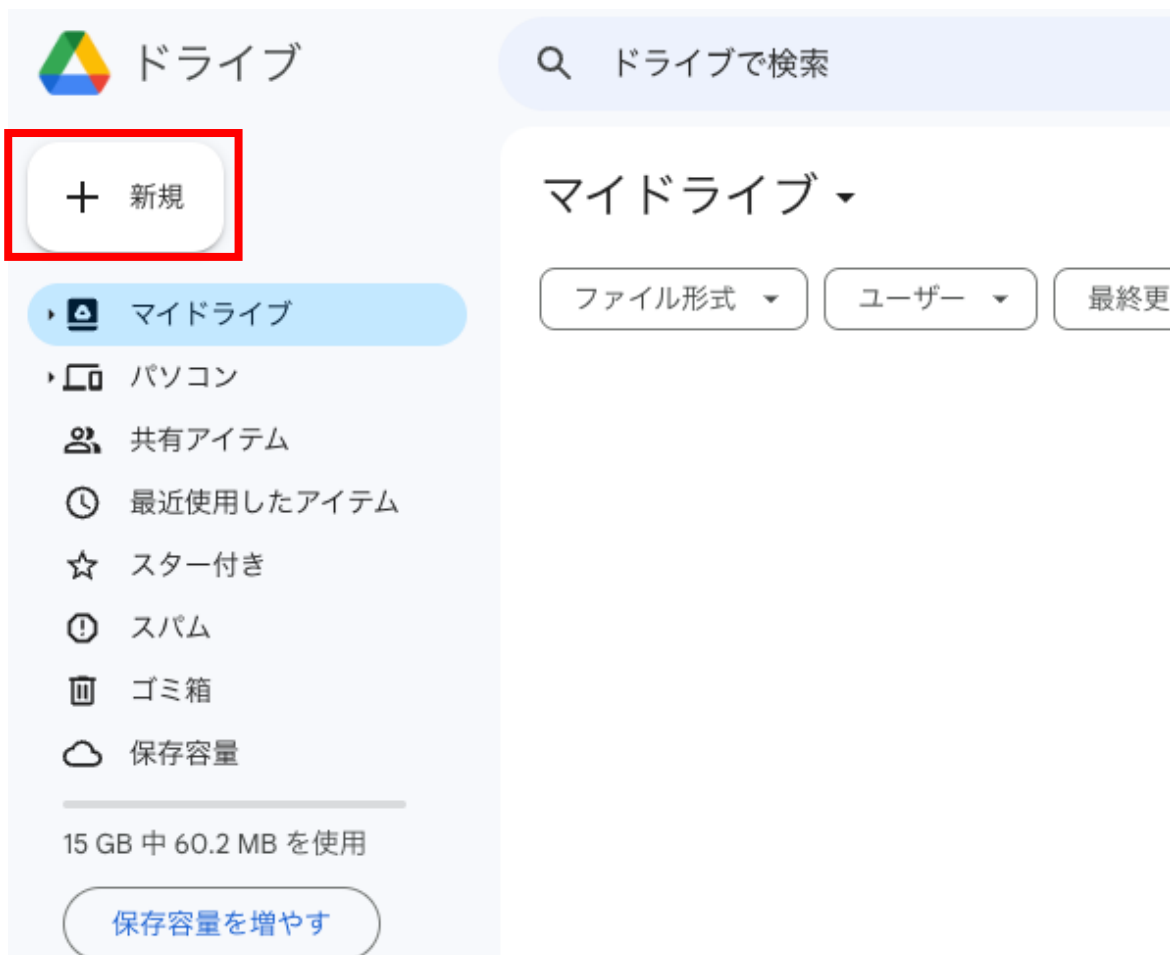 ドライブ
ドライブで検索
新規
マイドライブ
ファイル形式
ユーザー
最終更
マイドライブ
パソコン
共有アイテム
最近使用したアイテム
スター付き
スパム
ゴミ箱
保存容量
15 GB 中 60.2 MB を使用
保存容量を増やす